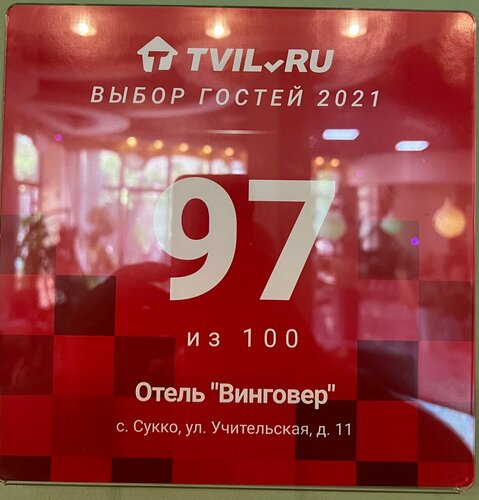 TVIL.RU
ВЫБОР ГОСТЕЙ 2021
97
из 100
Отель "Винговер"
с. Сукко, ул. Учительская, д. 11